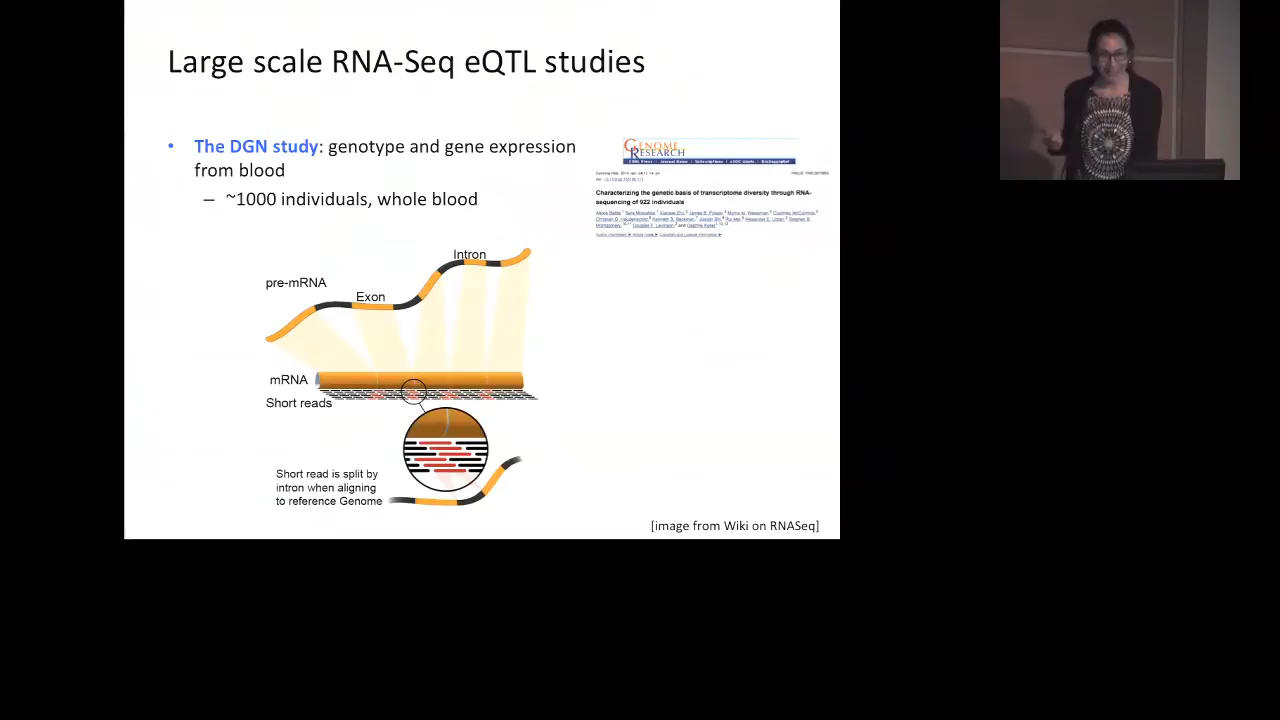 Large scale RNA-Seq eQTL studies
• The DGN study: genotype and gene expression
from blood
– ~1000 individuals, whole blood
GENOME
RESEARCH
Characterizing the genetic basis of transcriptome diversity through RNA-
sequencing of 922 individuals
Intron
pre-mRNA
Exon
mRNA
Short reads
Short read is split by
intron when aligning
to reference Genome
[image from Wiki on RNASeq]